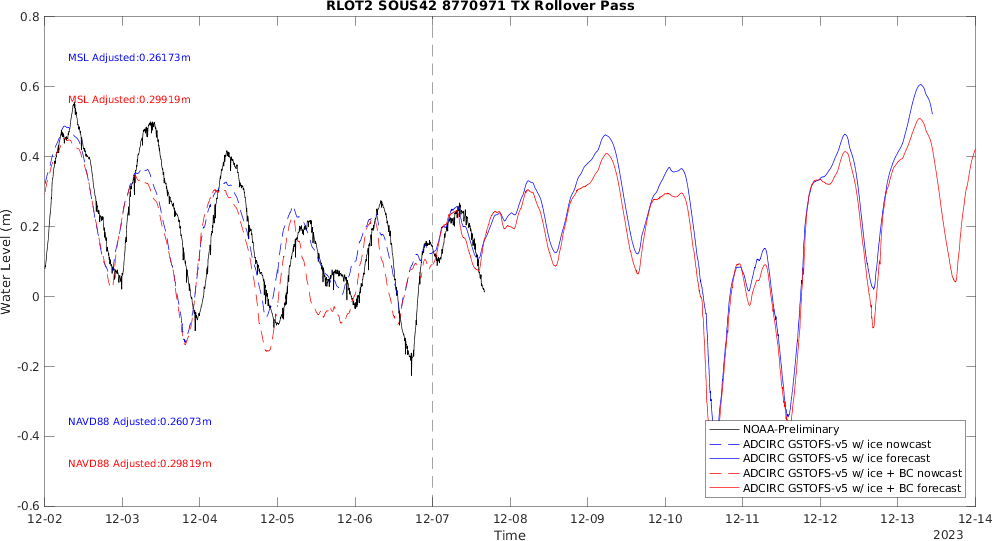 RLOT2 SOUS42 8770971 TX Rollover Pass
0.8
0.6
0.4
0.2
0
-0.2
-0.4
-0.6
Water Level (m)
MSL Adjusted:0.26173m
MSL Adjusted:0.29919m
NAVD88 Adjusted:0.26073m
NAVD88 Adjusted:0.29819m
NOAA-Preliminary
ADCIRC GSTOFS-v5 w/ ice nowcast
ADCIRC GSTOFS-v5 w/ ice forecast
ADCIRC GSTOFS-v5 w/ ice + BC nowcast
ADCIRC GSTOFS-v5 w/ ice + BC forecast
12-02 12-03 12-04 12-05 12-06 12-07 12-08 12-09 12-10 12-11 12-12 12-13 12-14
Time
2023